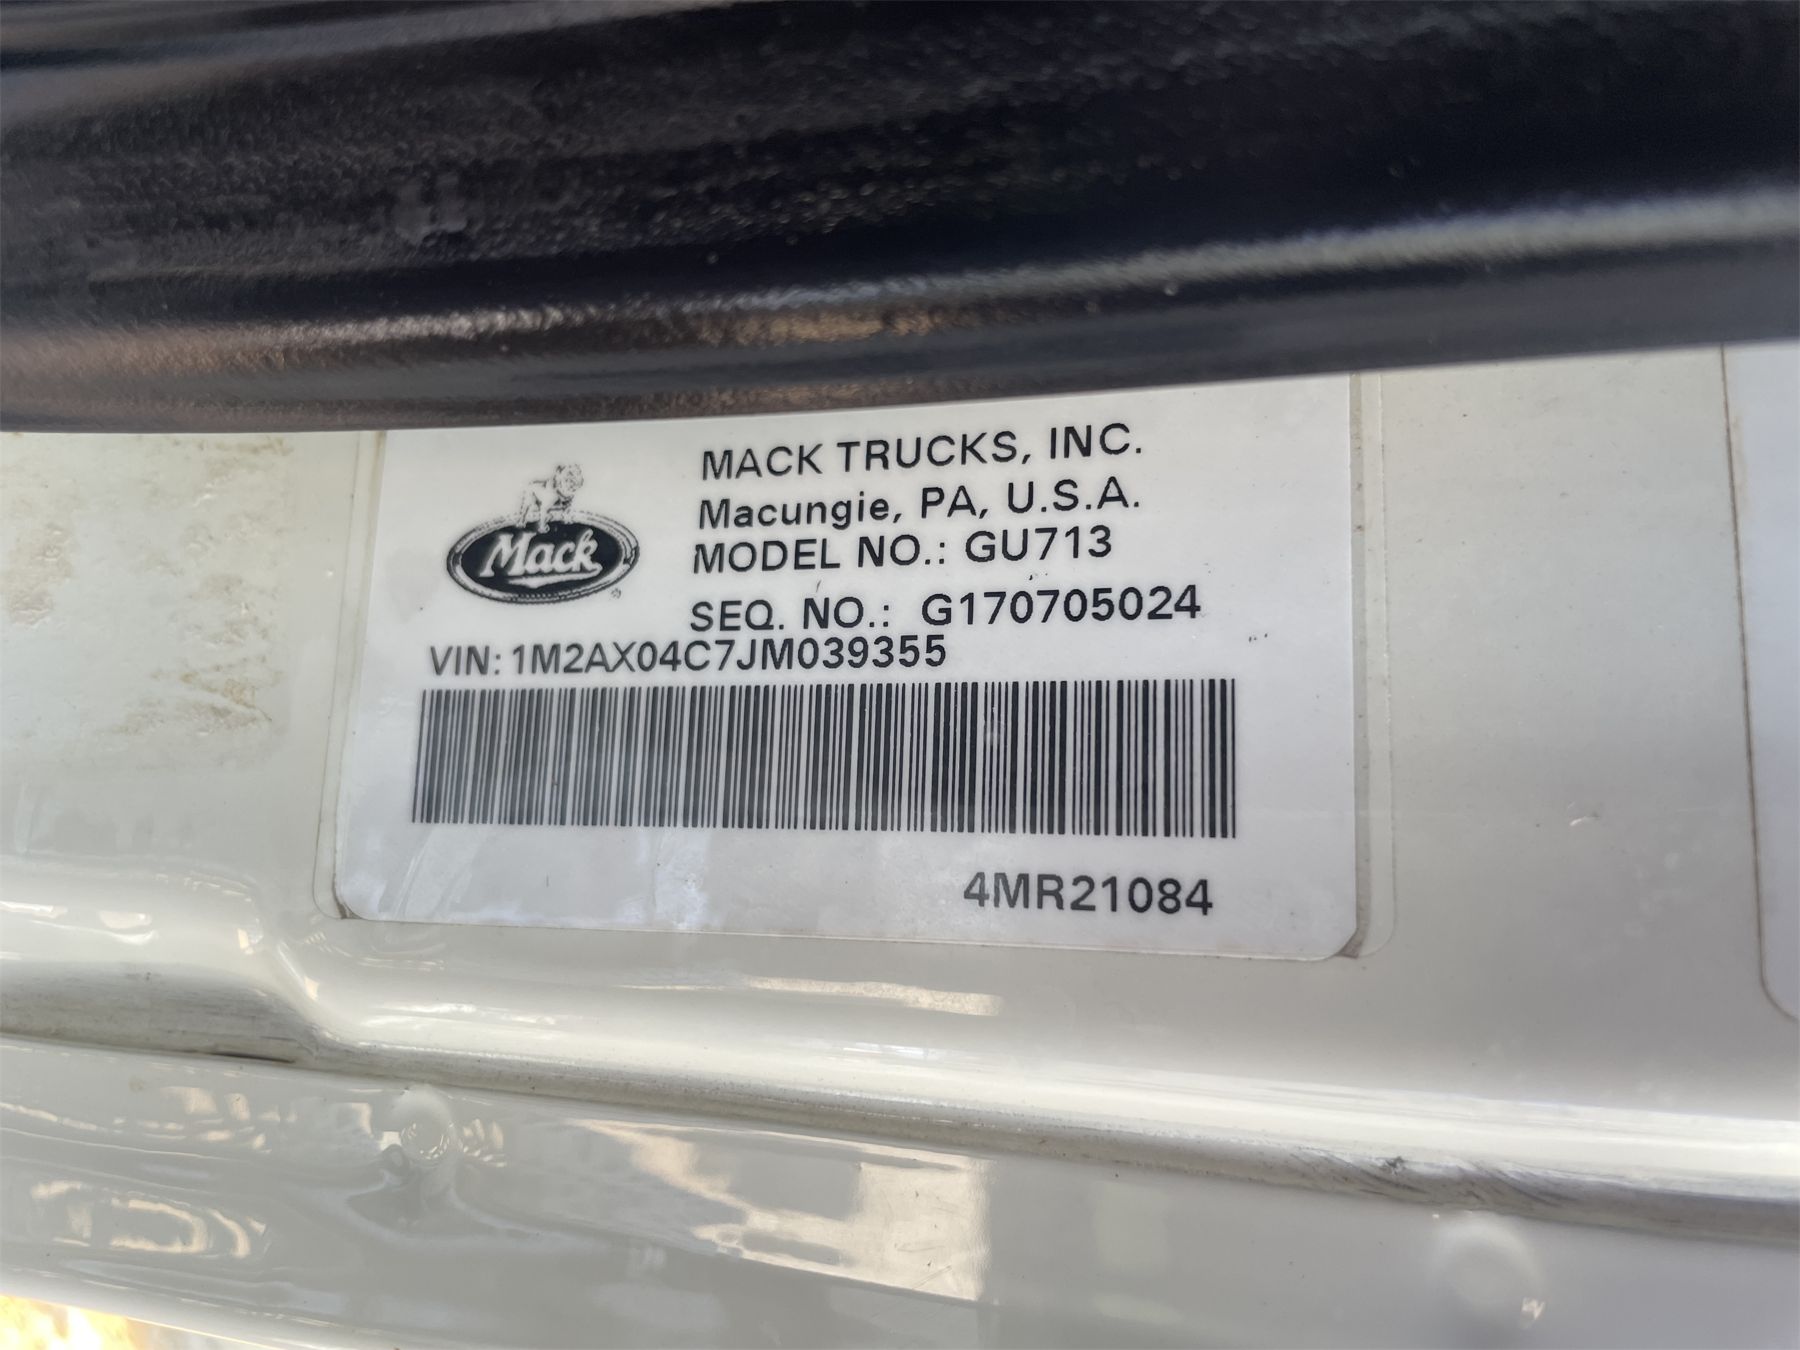 MACK TRUCKS, INC.
Macungie, PA, U.S.A.
Mack
MODEL NO.: GU713
SEQ. NO.: G170705024
VIN: 1M2AX04C7JM039355
4MR21084